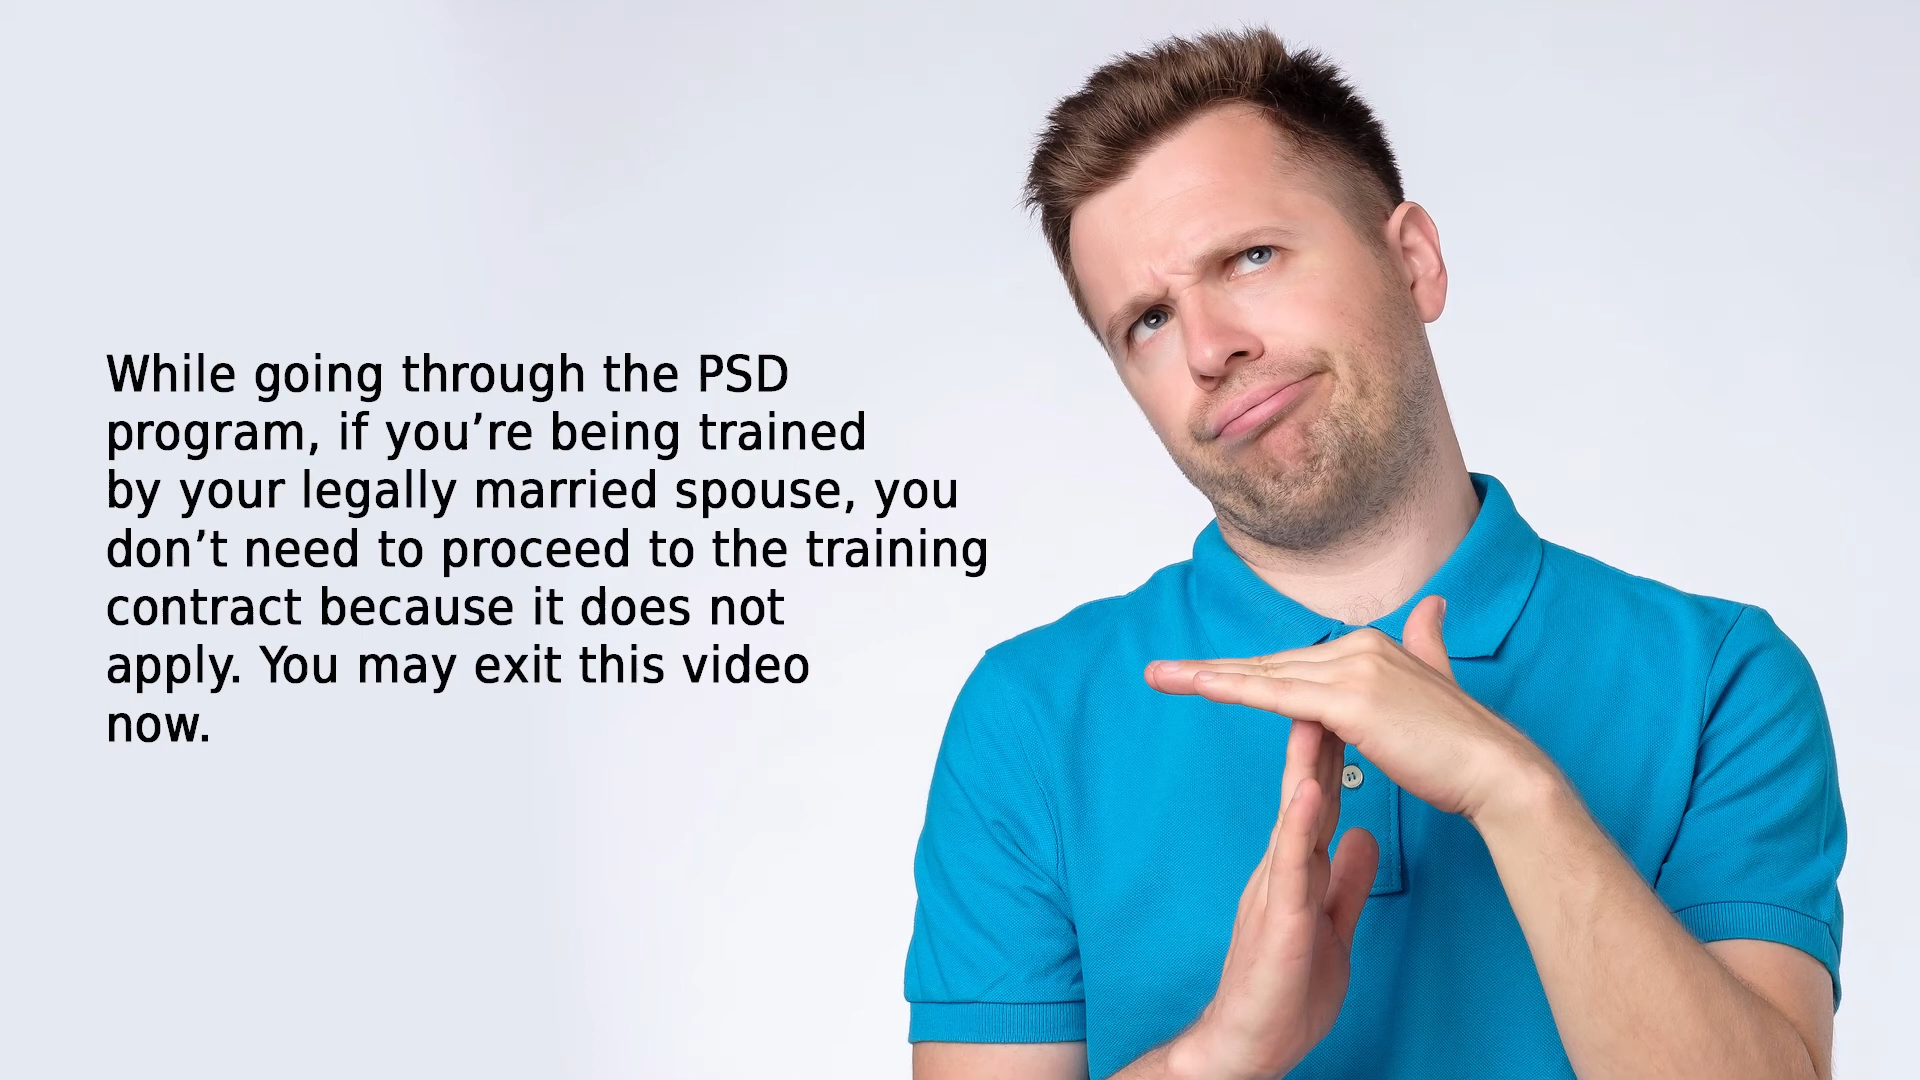 While going through the PSD
program, if you’re being trained
by your legally married spouse, you
don’t need to proceed to the training
contract because it does not
apply. You may exit this video
now.